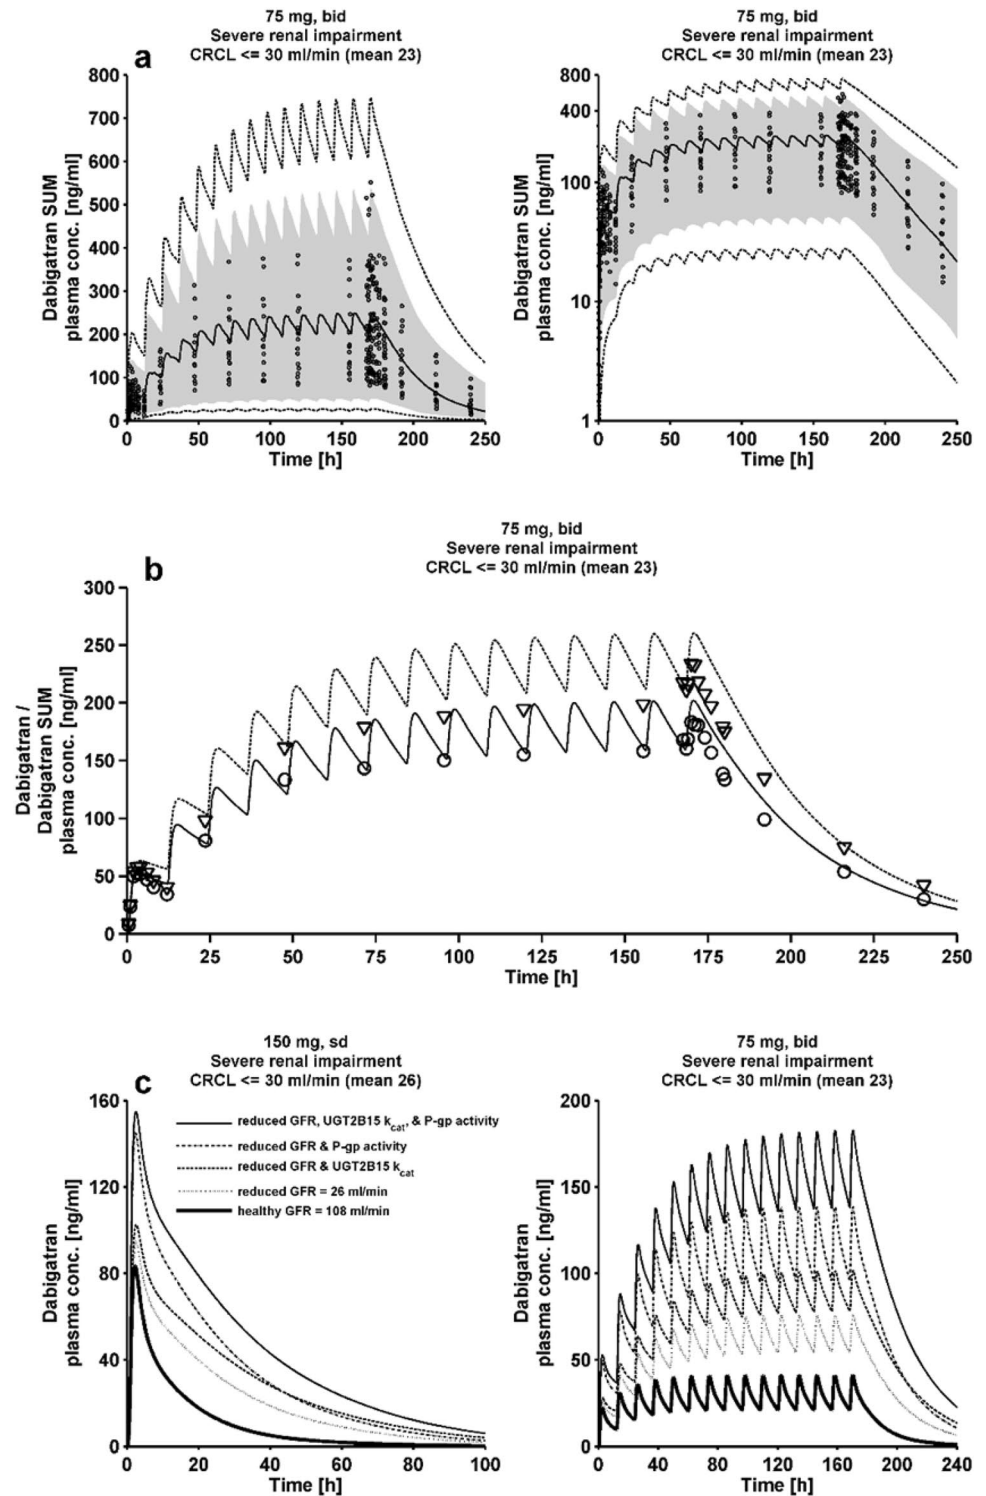 75 mg, bid
Severe renal impairment
CRCL <= 30 ml/min (mean 23)
a
Dabigatran SUM
plasma conc. [ng/ml]
800
700
600
500
400
300
200
100
0
0 50 100 150 200 250
Time [h]
75 mg, bid
Severe renal impairment
CRCL <= 30 ml/min (mean 23)
Dabigatran SUM
plasma conc. [ng/ml]
800
400
100
10
1
0 50 100 150 200 250
Time [h]
75 mg, bid
Severe renal impairment
CRCL <= 30 ml/min (mean 23)
b
Dabigatran /
Dabigatran SUM
plasma conc. [ng/ml]
300
250
200
150
100
50
0
0 25 50 75 100 125 150 175 200 225 250
Time [h]
150 mg, sd
Severe renal impairment
CRCL <= 30 ml/min (mean 26)
c
Dabigatran
plasma conc. [ng/ml]
160
120
80
40
0
reduced GFR, UGT2B15 kcat, & P-gp activity
reduced GFR & P-gp activity
reduced GFR & UGT2B15 kcat
reduced GFR = 26 ml/min
healthy GFR = 108 ml/min
0 20 40 60 80 100
Time [h]
75 mg, bid
Severe renal impairment
CRCL <= 30 ml/min (mean 23)
Dabigatran
plasma conc. [ng/ml]
200
150
100
50
0
0 40 80 120 160 200 240
Time [h]